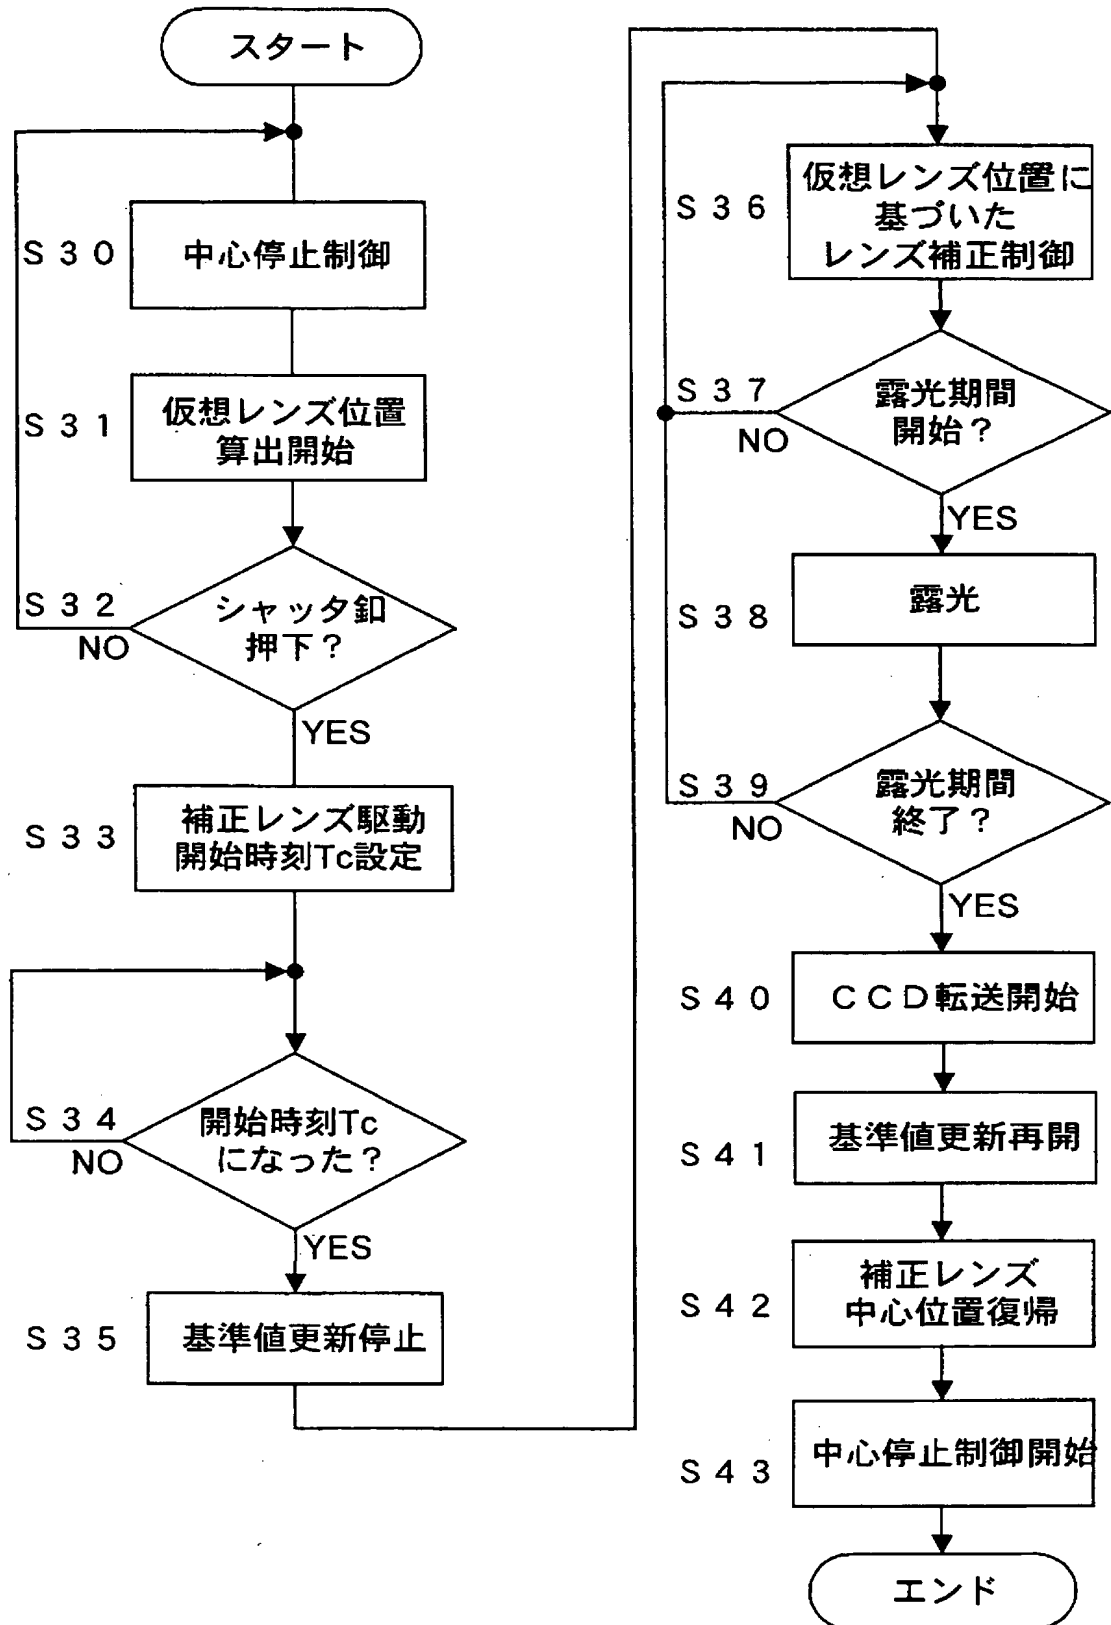 スタート
S30
中心停止制御
S31
仮想レンズ位置
算出開始
S32
シャッタ釦
押下？
NO
YES
S33
補正レンズ駆動
開始時刻Tc設定
S34
開始時刻Tc
になった？
NO
YES
S35
基準値更新停止
S36
仮想レンズ位置に
基づいた
レンズ補正制御
S37
露光期間
開始？
NO
YES
S38
露光
S39
露光期間
終了？
NO
YES
S40
CCD転送開始
S41
基準値更新再開
S42
補正レンズ
中心位置復帰
S43
中心停止制御開始
エンド